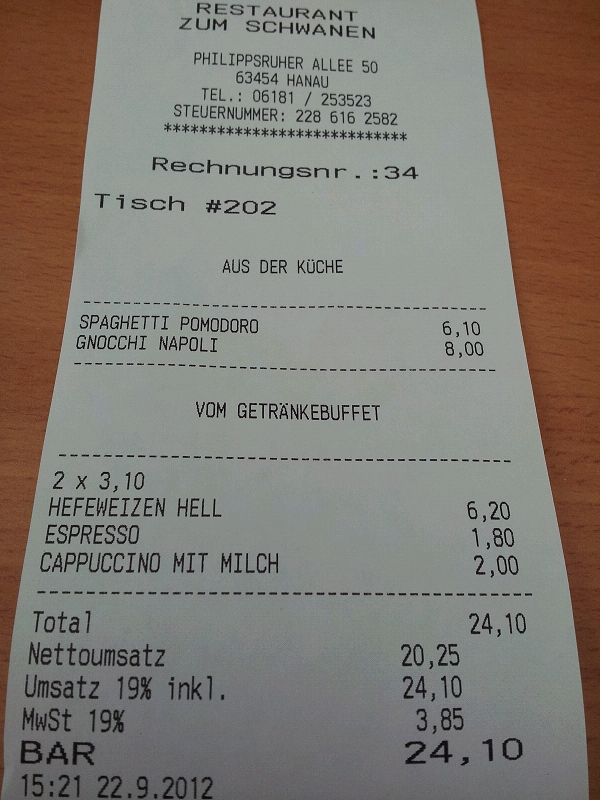 RESTAURANT
ZUM SCHWANEN
PHILIPPSRUHER ALLEE 50
63454 HANAU
TEL.: 06181 / 253523
STEUERNUMMER: 228 616 2582
****************************
Rechnungsnr.:34
Tisch #202
AUS DER KÜCHE
--------------------------------------------
SPAGHETTI POMODORO 6,10
GNOCCHI NAPOLI 8,00
--------------------------------------------
VOM GETRÄNKEBUFFET
--------------------------------------------
2 x 3,10
HEFEWEIZEN HELL 6,20
ESPRESSO 1,80
CAPPUCCINO MIT MILCH 2,00
--------------------------------------------
Total 24,10
Nettoumsatz 20,25
Umsatz 19% inkl. 24,10
MwSt 19% 3,85
BAR 24,10
15:21 22.9.2012